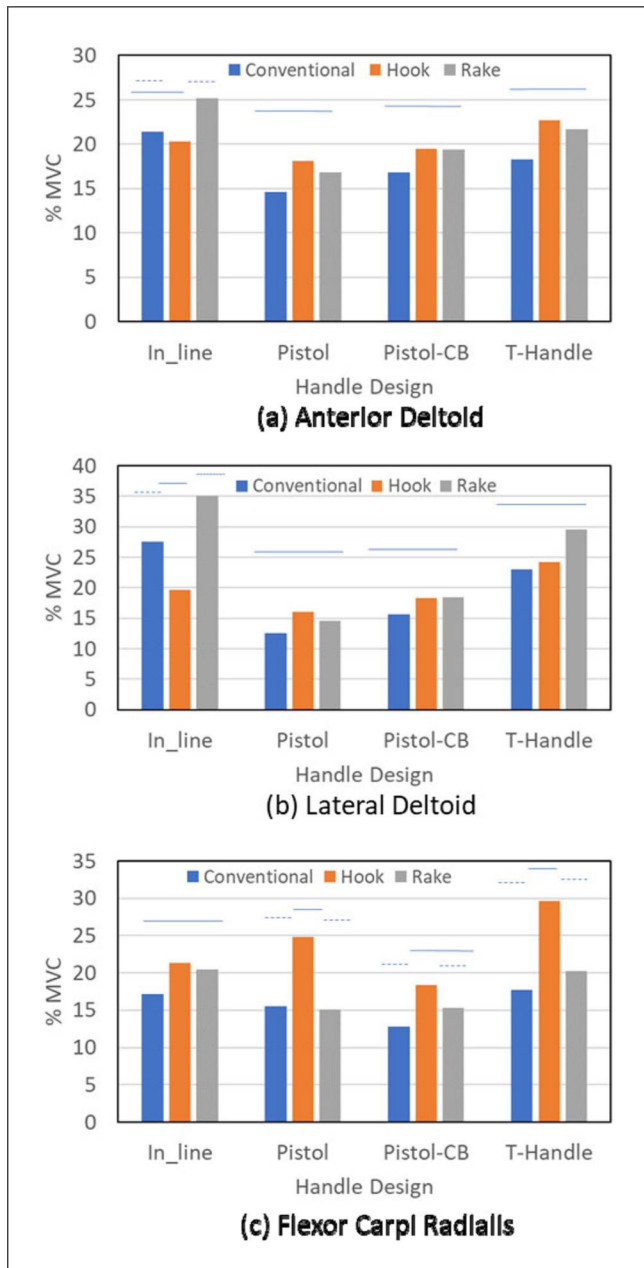 30
Conventional Hook Rake
25
20
15
10
5
0
% MVC
In_line Pistol Pistol-CB T-Handle
Handle Design
(a) Anterior Deltoid
40
Conventional Hook Rake
35
30
25
20
15
10
5
0
% MVC
In_line Pistol Pistol-CB T-Handle
Handle Design
(b) Lateral Deltoid
35
Conventional Hook Rake
30
25
20
15
10
5
0
% MVC
In_line Pistol Pistol-CB T-Handle
Handle Design
(c) Flexor Carpi Radialis